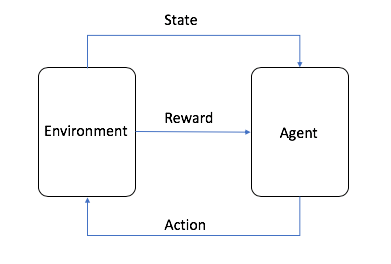 State
Reward
Environment
Agent
Action